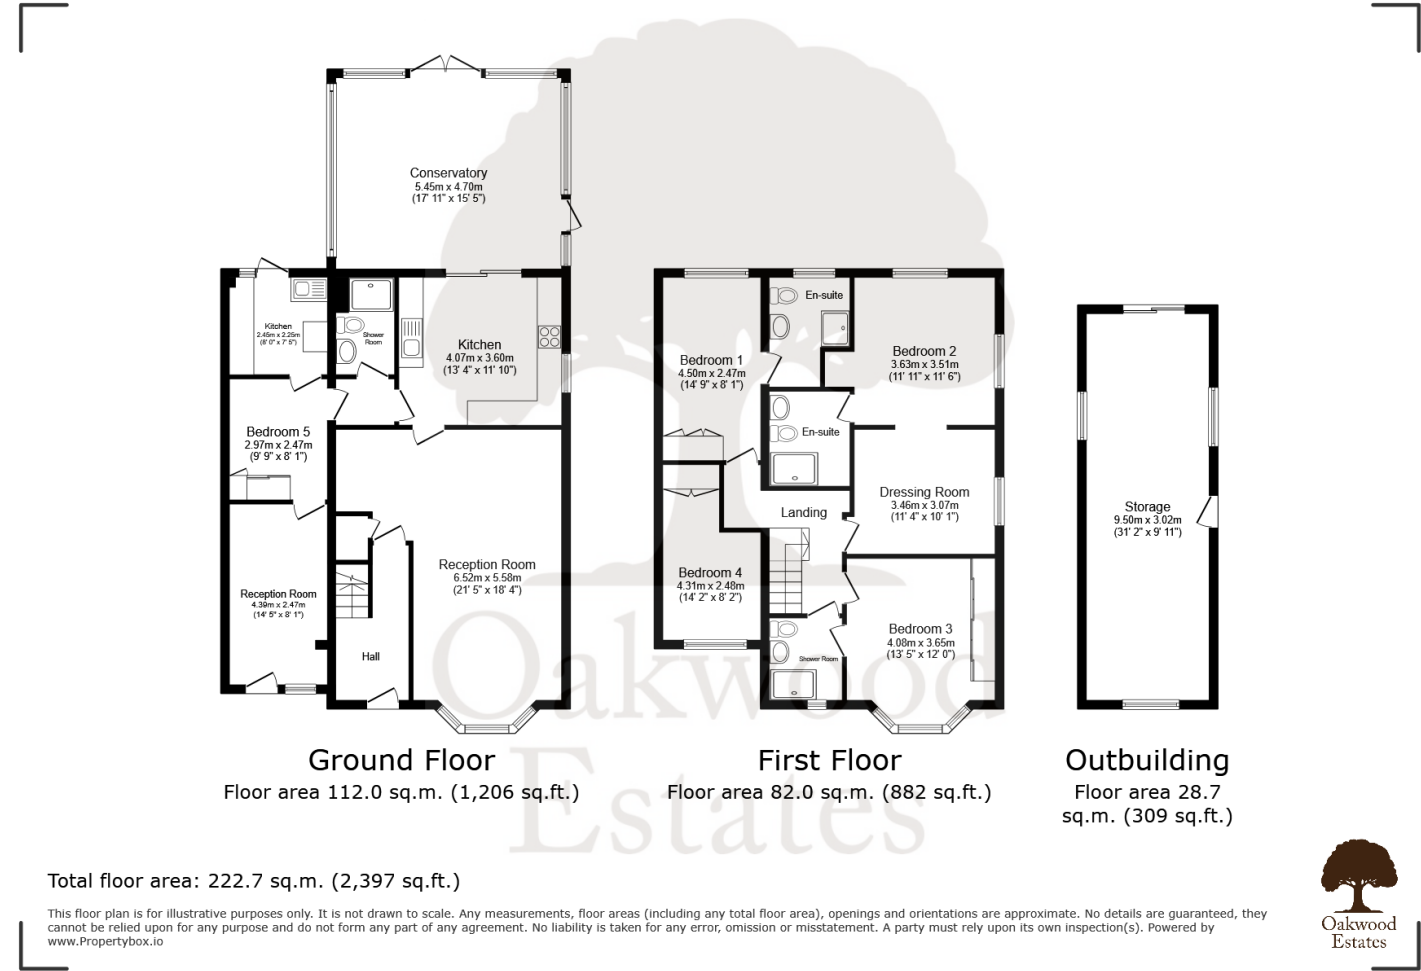 Conservatory
5.45m x 4.70m
(17' 11" x 15' 5")
Kitchen
2.45m x 2.25m
(8' 0" x 7' 5")
Shower
Room
Kitchen
4.07m x 3.60m
(13' 4" x 11' 10")
Bedroom 5
2.97m x 2.47m
(9' 9" x 8' 1")
Reception Room
6.52m x 5.58m
(21' 5" x 18' 4")
Reception Room
4.39m x 2.47m
(14' 5" x 8' 1")
Hall
Ground Floor
Floor area 112.0 sq.m. (1,206 sq.ft.)
En-suite
Bedroom 1
4.50m x 2.47m
(14' 9" x 8' 1")
Bedroom 2
3.63m x 3.51m
(11' 11" x 11' 6")
En-suite
Dressing Room
3.46m x 3.07m
(11' 4" x 10' 1")
Landing
Bedroom 4
4.31m x 2.48m
(14' 2" x 8' 2")
Bedroom 3
4.08m x 3.65m
(13' 5" x 12' 0")
Shower Room
First Floor
Floor area 82.0 sq.m. (882 sq.ft.)
Storage
9.50m x 3.02m
(31' 2" x 9' 11")
Outbuilding
Floor area 28.7
sq.m. (309 sq.ft.)
Oakwood
Estates
Total floor area: 222.7 sq.m. (2,397 sq.ft.)
This floor plan is for illustrative purposes only. It is not drawn to scale. Any measurements, floor areas (including any total floor area), openings and orientations are approximate. No details are guaranteed, they
cannot be relied upon for any purpose and do not form any part of any agreement. No liability is taken for any error, omission or misstatement. A party must rely upon its own inspection(s). Powered by
www.Propertybox.io
Oakwood
Estates